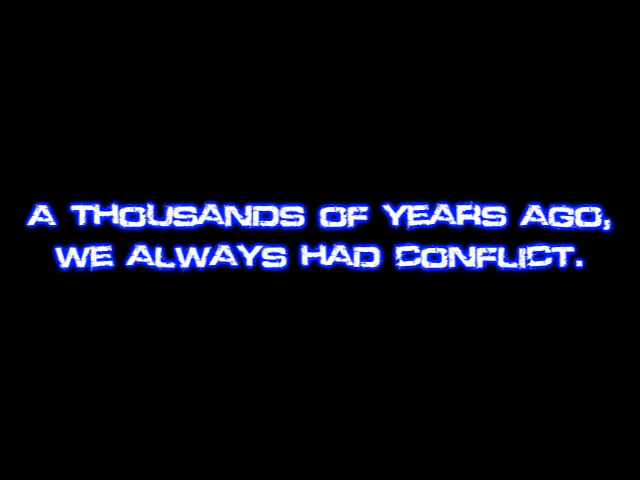 A THOUSANDS OF YEARS AGO,
WE ALWAYS HAD CONFLICT.